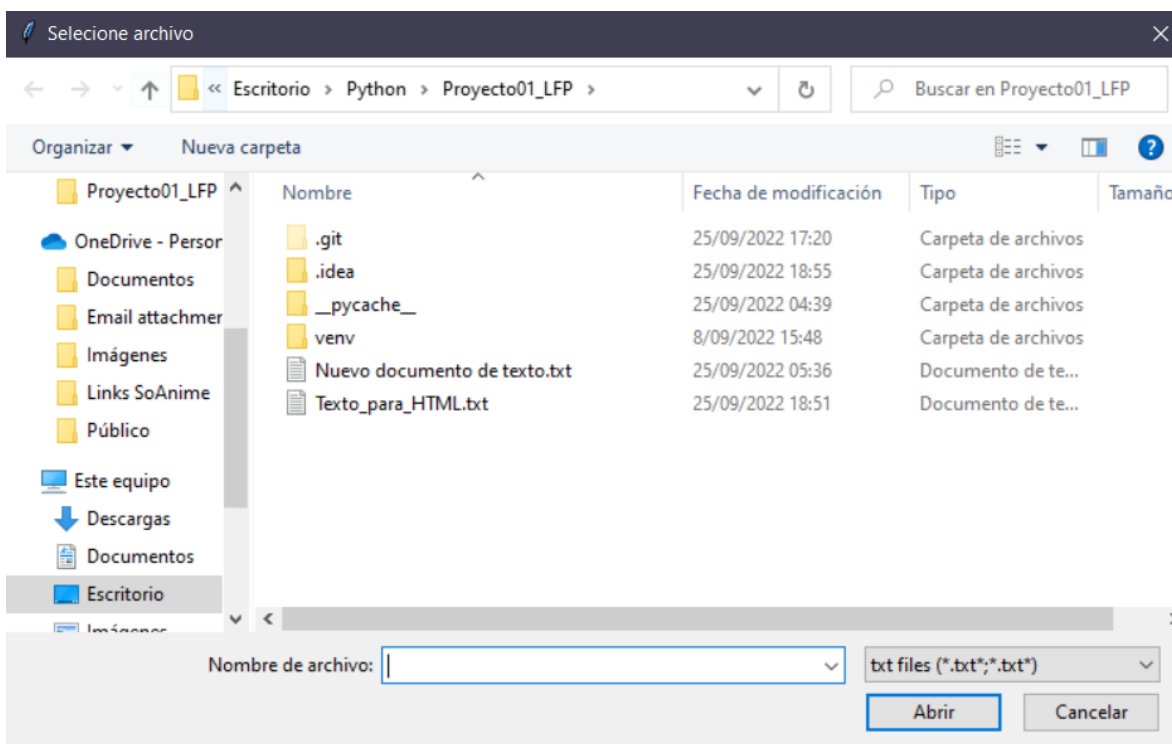 Selecione archivo
« Escritorio › Python › Proyecto01_LFP ›
Buscar en Proyecto01_LFP
Organizar
Nueva carpeta
Proyecto01_LFP
OneDrive - Person
Documentos
Email attachmer
Imágenes
Links SoAnime
Público
Este equipo
Descargas
Documentos
Escritorio
Imágenes
Nombre Fecha de modificación Tipo Tamaño
.git 25/09/2022 17:20 Carpeta de archivos
.idea 25/09/2022 18:55 Carpeta de archivos
__pycache__ 25/09/2022 04:39 Carpeta de archivos
venv 8/09/2022 15:48 Carpeta de archivos
Nuevo documento de texto.txt 25/09/2022 05:36 Documento de te...
Texto_para_HTML.txt 25/09/2022 18:51 Documento de te...
Nombre de archivo:
txt files (*.txt*;*.txt*)
Abrir
Cancelar